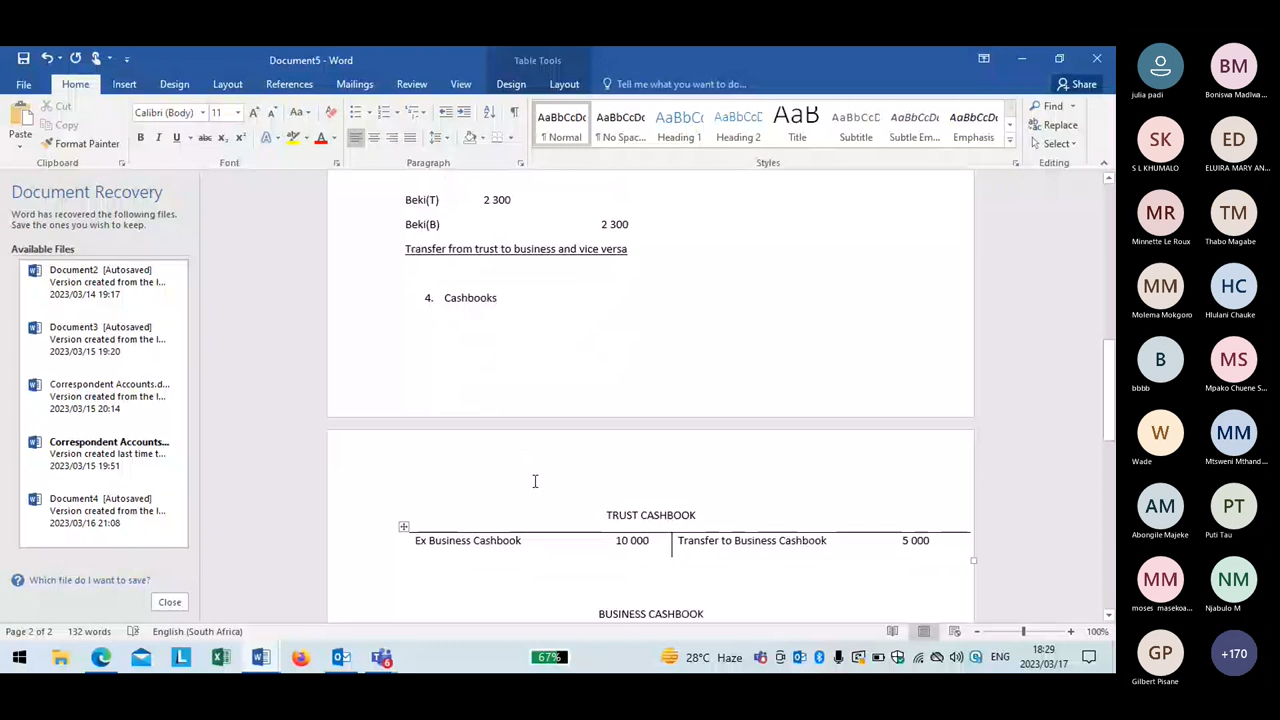 Document5 - Word
Table Tools
File
Home
Insert
Design
Layout
References
Mailings
Review
View
Design
Layout
Tell me what you want to do...
Share
Paste
Cut
Copy
Format Painter
Clipboard
Calibri (Body)
11
Font
Paragraph
AaBbCcDc
¶ Normal
AaBbCcDc
¶ No Spac...
AaBbCc
Heading 1
AaBbCcD
Heading 2
AaB
Title
AaBbCcD
Subtitle
AaBbCcDc
Subtle Em...
AaBbCcDc
Emphasis
Styles
Find
Replace
Select
Editing
Document Recovery
Word has recovered the following files.
Save the ones you wish to keep.
Available Files
Document2 [Autosaved]
Version created from the l...
2023/03/14 19:17
Document3 [Autosaved]
Version created from the l...
2023/03/15 19:20
Correspondent Accounts.d...
Version created from the l...
2023/03/15 20:14
Correspondent Accounts...
Version created last time t...
2023/03/15 19:51
Document4 [Autosaved]
Version created from the l...
2023/03/16 21:08
Which file do I want to save?
Close
Beki(T) 2 300
Beki(B) 2 300
Transfer from trust to business and vice versa
4. Cashbooks
TRUST CASHBOOK
Ex Business Cashbook 10 000 Transfer to Business Cashbook 5 000
BUSINESS CASHBOOK
Page 2 of 2 132 words English (South Africa)
100%
67%
28°C Haze
ENG
18:29
2023/03/17
julia padi
BM
Boniswa Madlwa...
SK
S L KHUMALO
ED
ELUIRA MARY AN...
MR
Minnette Le Roux
TM
Thabo Magabe
MM
Molema Mokgoro
HC
Hlulani Chauke
B
bbbb
MS
Mpako Chuene S...
W
Wade
MM
Mtsweni Mthand...
AM
Abongile Majeke
PT
Puti Tau
MM
moses masekoa...
NM
Njabulo M
GP
Gilbert Pisane
+170